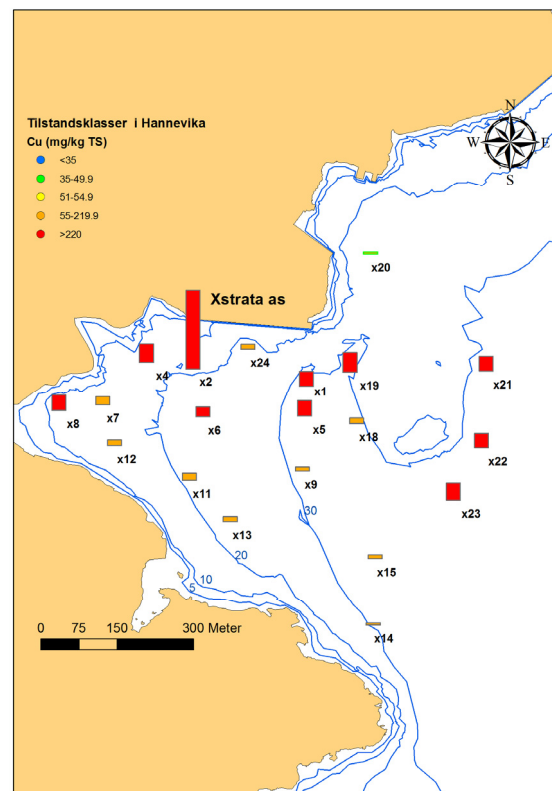 Tilstandsklasser i Hannevika
Cu (mg/kg TS)
<35
35-49.9
51-54.9
55-219.9
>220
N
W E
S
x20
Xstrata as
x24
x4
x2
x19
x21
x1
x8
x7
x6
x5
x18
x22
x12
x11
x9
x23
x13
30
20
x15
5 10
x14
0 75 150 300 Meter